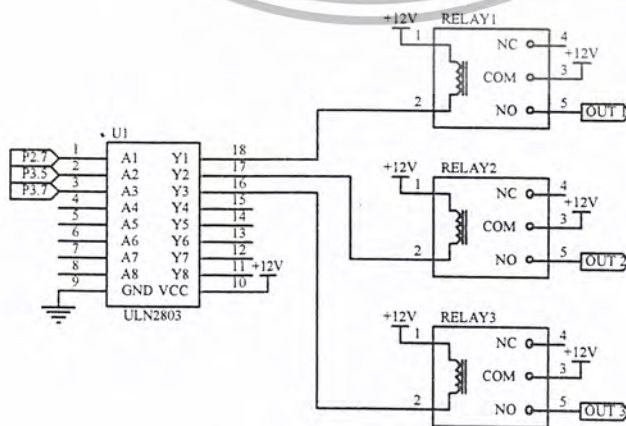 +12V
RELAY1
1
NC
4
+12V
COM
3
2
NO
5
OUT 1
U1
P2.7
1
A1
Y1
18
P3.5
2
A2
Y2
17
P3.7
3
A3
Y3
16
4
A4
Y4
15
5
A5
Y5
14
6
A6
Y6
13
7
A7
Y7
12
8
A8
Y8
11
+12V
9
GND VCC
10
ULN2803
+12V
RELAY2
1
NC
4
+12V
COM
3
2
NO
5
OUT 2
+12V
RELAY3
1
NC
4
+12V
COM
3
2
NO
5
OUT 3